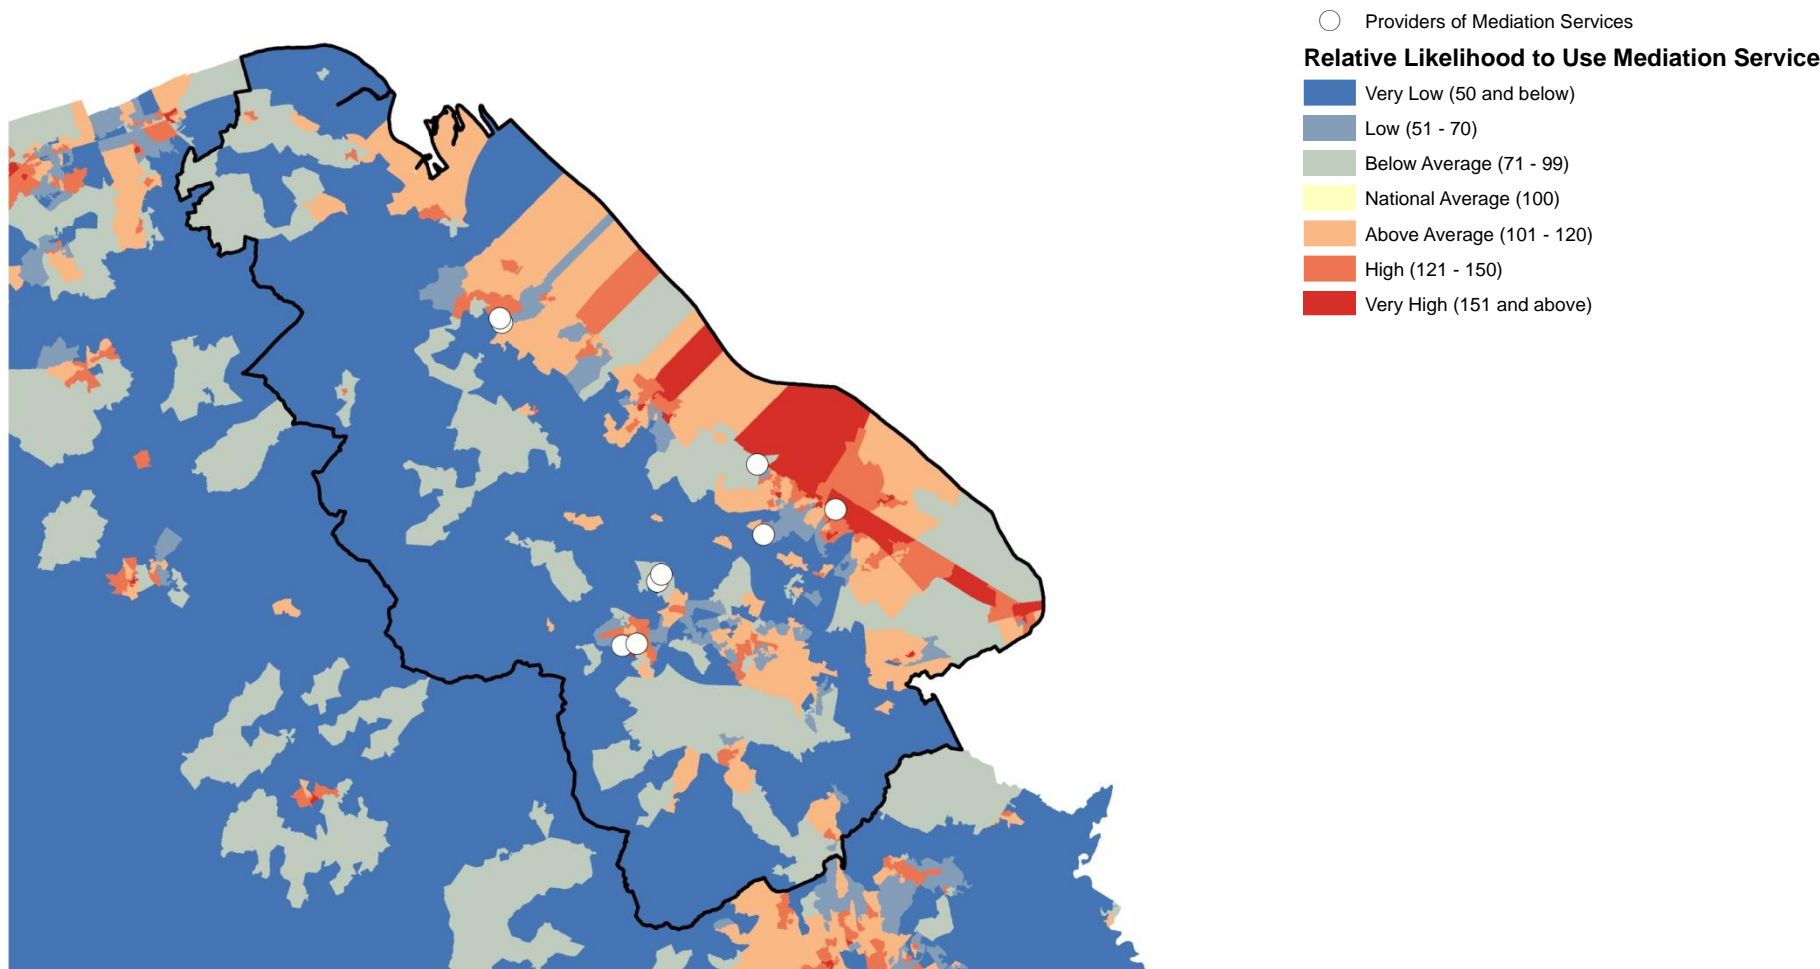 Providers of Mediation Services
Relative Likelihood to Use Mediation Service
Very Low (50 and below)
Low (51 - 70)
Below Average (71 - 99)
National Average (100)
Above Average (101 - 120)
High (121 - 150)
Very High (151 and above)